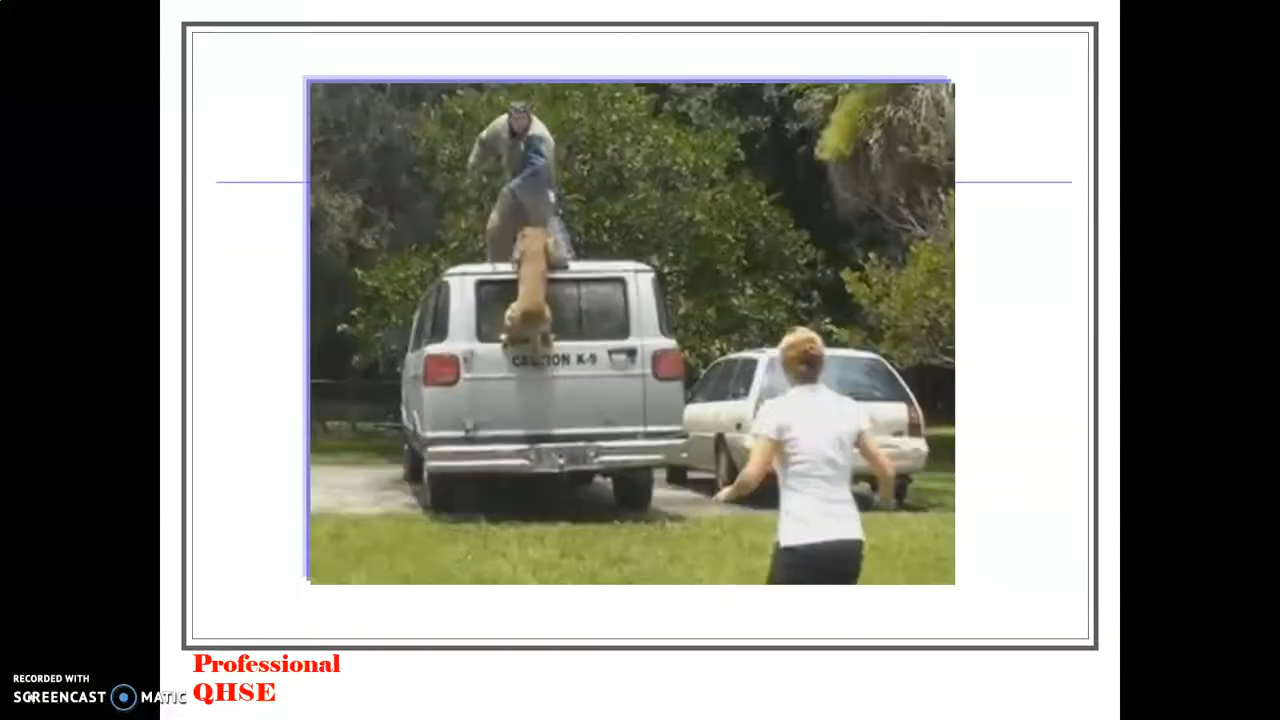 CAUTION K-9
Professional
QHSE
RECORDED WITH
SCREENCAST MATIC